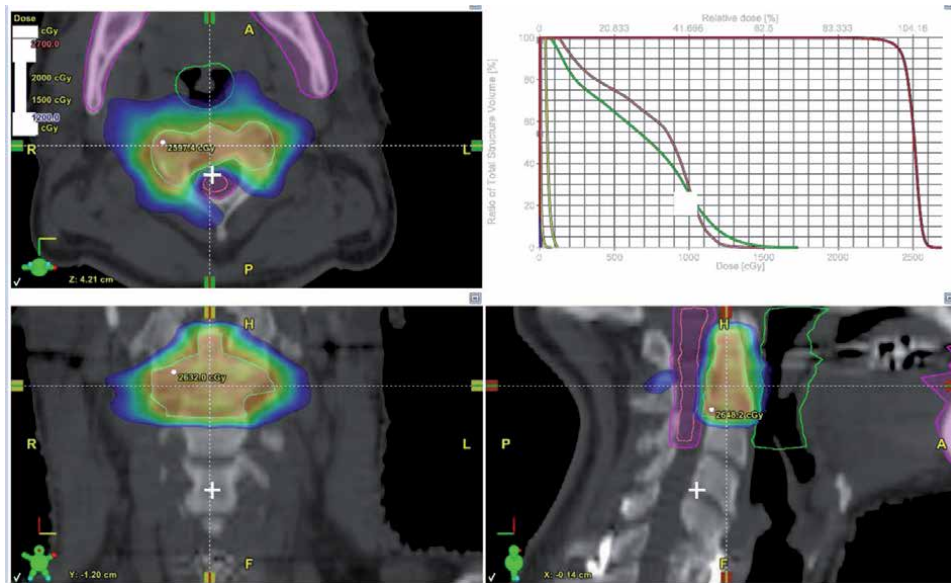 Dose
cGy
2700.0
2000 cGy
1500 cGy
1200.0
cGy
A
R
L
2587.4 cGy
P
Z: 4.21 cm
Relative dose [%]
0
20.833
41.666
62.5
83.333
104.16
Ratio of Total Structure Volume [%]
100
80
60
40
20
0
0
500
1000
1500
2000
2500
Dose [cGy]
H
2632.0 cGy
R
L
F
Y: -1.20 cm
H
2648.2 cGy
P
A
F
X: -0.14 cm